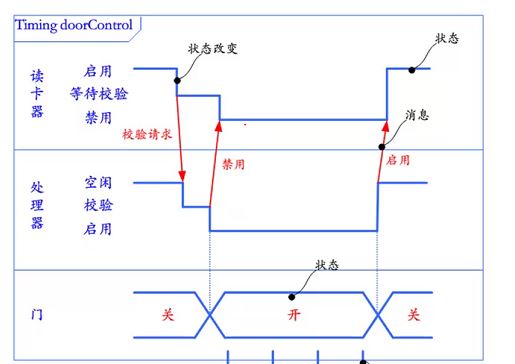 Timing doorControl
状态
状态改变
读卡器
启用
等待校验
禁用
消息
校验请求
禁用
启用
处理器
空闲
校验
启用
状态
门
关
开
关